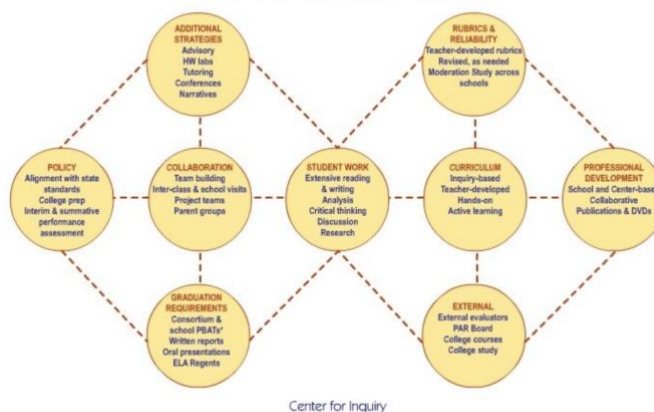 ADDITIONAL
STRATEGIES
Advisory
HW labs
Tutoring
Conferences
Narratives
RUBRICS &
RELIABILITY
Teacher-developed rubrics
Revised, as needed
Moderation Study across
schools
POLICY
Alignment with state
standards
College prep
Interim & summative
performance
assessment
COLLABORATION
Team building
Inter-class & school visits
Project teams
Parent groups
STUDENT WORK
Extensive reading
& writing
Analysis
Critical thinking
Discussion
Research
CURRICULUM
Inquiry-based
Teacher-developed
Hands-on
Active learning
PROFESSIONAL
DEVELOPMENT
School and Center-base
Collaborative
Publications & DVDs
GRADUATION
REQUIREMENTS
Consortium &
school PBATs*
Written reports
Oral presentations
ELA Regents
EXTERNAL
External evaluators
PAR Board
College courses
College study
Center for Inquiry